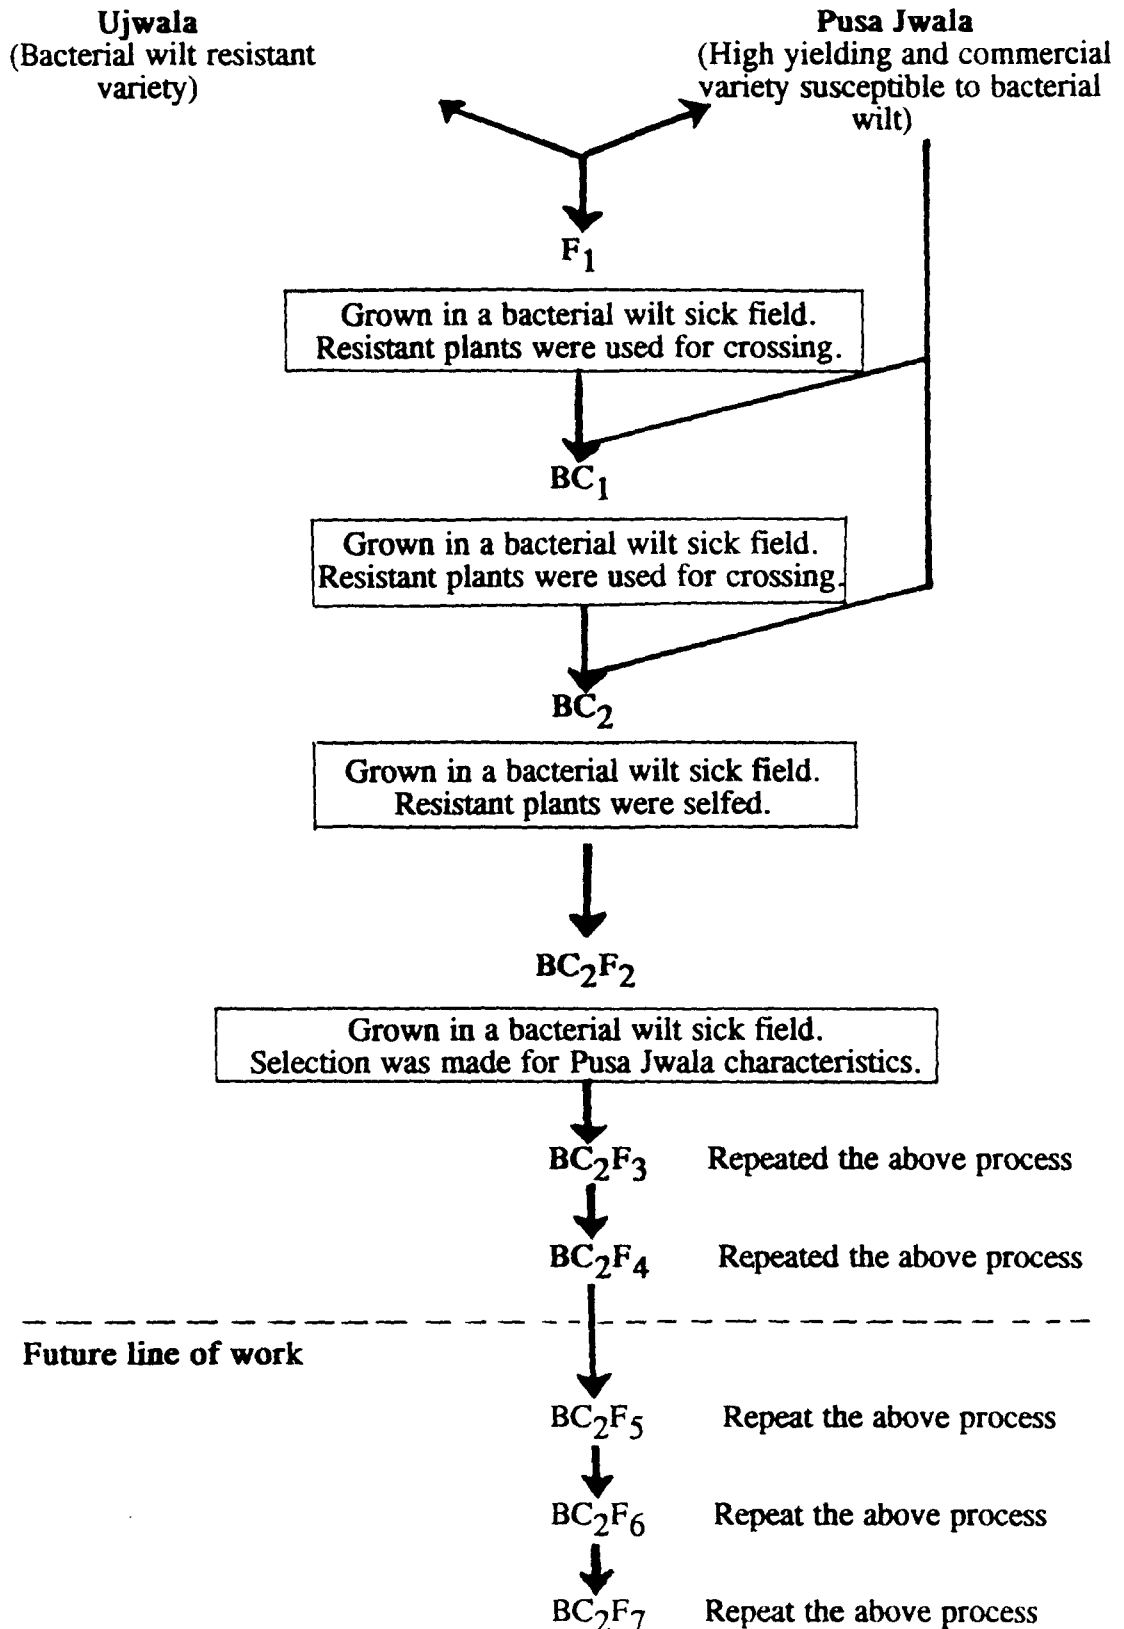 Ujwala
(Bacterial wilt resistant
variety)
Pusa Jwala
(High yielding and commercial
variety susceptible to bacterial
wilt)
F1
Grown in a bacterial wilt sick field.
Resistant plants were used for crossing.
BC1
Grown in a bacterial wilt sick field.
Resistant plants were used for crossing.
BC2
Grown in a bacterial wilt sick field.
Resistant plants were selfed.
BC2F2
Grown in a bacterial wilt sick field.
Selection was made for Pusa Jwala characteristics.
BC2F3 Repeated the above process
BC2F4 Repeated the above process
Future line of work
BC2F5 Repeat the above process
BC2F6 Repeat the above process
BC2F7 Repeat the above process